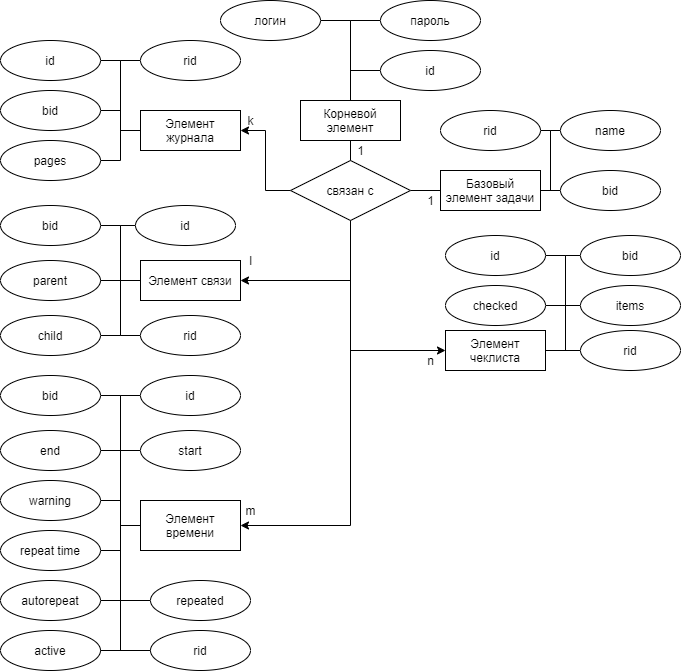 логин
пароль
id
id
rid
bid
pages
Элемент
журнала
k
Корневой
элемент
1
связан с
1
Базовый
элемент задачи
rid
name
bid
bid
id
parent
Элемент связи
l
child
rid
id
bid
checked
items
Элемент
чеклиста
n
rid
bid
id
end
start
warning
Элемент
времени
m
repeat time
autorepeat
repeated
active
rid